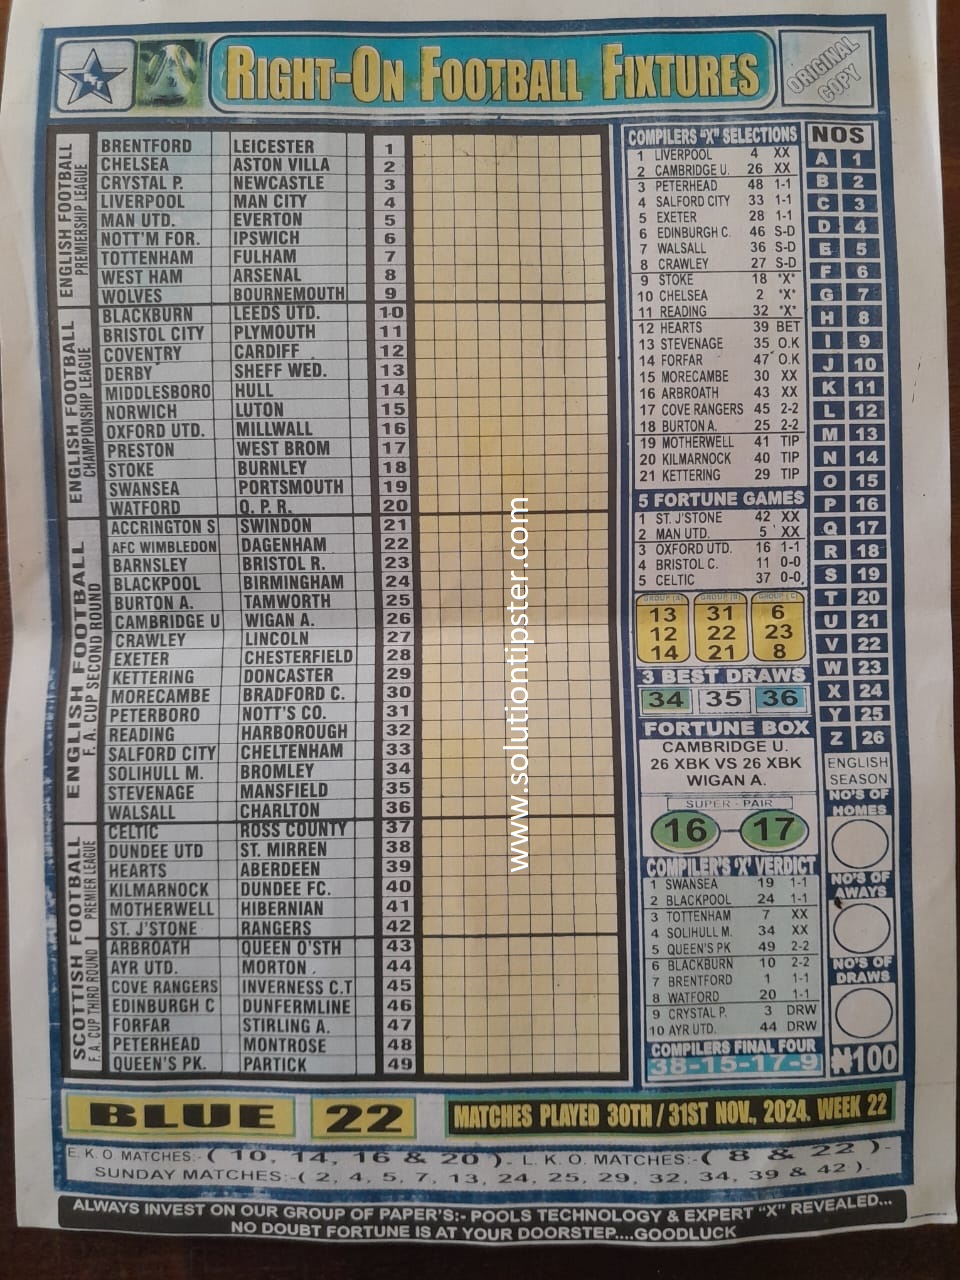 RIGHT-ON FOOTBALL FIXTURES
ORIGINAL COPY
ENGLISH FOOTBALL
PREMIERSHIP LEAGUE
BRENTFORD LEICESTER 1
CHELSEA ASTON VILLA 2
CRYSTAL P. NEWCASTLE 3
LIVERPOOL MAN CITY 4
MAN UTD. EVERTON 5
NOTT'M FOR. IPSWICH 6
TOTTENHAM FULHAM 7
WEST HAM ARSENAL 8
WOLVES BOURNEMOUTH 9
ENGLISH FOOTBALL
CHAMPIONSHIP LEAGUE
BLACKBURN LEEDS UTD. 10
BRISTOL CITY PLYMOUTH 11
COVENTRY CARDIFF 12
DERBY SHEFF WED. 13
MIDDLESBORO HULL 14
NORWICH LUTON 15
OXFORD UTD. MILLWALL 16
PRESTON WEST BROM 17
STOKE BURNLEY 18
SWANSEA PORTSMOUTH 19
WATFORD Q. P. R. 20
ENGLISH FOOTBALL
F. A. CUP SECOND ROUND
ACCRINGTON S SWINDON 21
AFC WIMBLEDON DAGENHAM 22
BARNSLEY BRISTOL R. 23
BLACKPOOL BIRMINGHAM 24
BURTON A. TAMWORTH 25
CAMBRIDGE U WIGAN A. 26
CRAWLEY LINCOLN 27
EXETER CHESTERFIELD 28
KETTERING DONCASTER 29
MORECAMBE BRADFORD C. 30
PETERBORO NOTT'S CO. 31
READING HARBOROUGH 32
SALFORD CITY CHELTENHAM 33
SOLIHULL M. BROMLEY 34
STEVENAGE MANSFIELD 35
WALSALL CHARLTON 36
SCOTTISH FOOTBALL
PREMIER LEAGUE
CELTIC ROSS COUNTY 37
DUNDEE UTD ST. MIRREN 38
HEARTS ABERDEEN 39
KILMARNOCK DUNDEE FC. 40
MOTHERWELL HIBERNIAN 41
ST. J'STONE RANGERS 42
F. A. CUP THIRD ROUND
ARBROATH QUEEN O'STH 43
AYR UTD. MORTON . 44
COVE RANGERS INVERNESS C.T 45
EDINBURGH C DUNFERMLINE 46
FORFAR STIRLING A. 47
PETERHEAD MONTROSE 48
QUEEN'S PK. PARTICK 49
www.solutiontipster.com
COMPILERS "X" SELECTIONS
1 LIVERPOOL 4 XX
2 CAMBRIDGE U. 26 XX
3 PETERHEAD 48 1-1
4 SALFORD CITY 33 1-1
5 EXETER 28 1-1
6 EDINBURGH C. 46 S-D
7 WALSALL 36 S-D
8 CRAWLEY 27 S-D
9 STOKE 18 "X"
10 CHELSEA 2 "X"
11 READING 32 "X"
12 HEARTS 39 BET
13 STEVENAGE 35 O.K
14 FORFAR 47 O.K
15 MORECAMBE 30 XX
16 ARBROATH 43 XX
17 COVE RANGERS 45 2-2
18 BURTON A. 25 2-2
19 MOTHERWELL 41 TIP
20 KILMARNOCK 40 TIP
21 KETTERING 29 TIP
5 FORTUNE GAMES
1 ST. J'STONE 42 XX
2 MAN UTD. 5 XX
3 OXFORD UTD. 16 1-1
4 BRISTOL C. 11 0-0
5 CELTIC 37 0-0
GROUP (A) GROUP (B) GROUP (C)
13 31 6
12 22 23
14 21 8
3 BEST DRAWS
34 35 36
FORTUNE BOX
CAMBRIDGE U.
26 XBK VS 26 XBK
WIGAN A.
SUPER - PAIR
16 17
COMPILER'S 'X' VERDICT
1 SWANSEA 19 1-1
2 BLACKPOOL 24 1-1
3 TOTTENHAM 7 XX
4 SOLIHULL M. 34 XX
5 QUEEN'S PK 49 2-2
6 BLACKBURN 10 2-2
7 BRENTFORD 1 1-1
8 WATFORD 20 1-1
9 CRYSTAL P. 3 DRW
10 AYR UTD. 44 DRW
COMPILERS FINAL FOUR
38-15-17-9
NOS
A 1
B 2
C 3
D 4
E 5
F 6
G 7
H 8
I 9
J 10
K 11
L 12
M 13
N 14
O 15
P 16
Q 17
R 18
S 19
T 20
U 21
V 22
W 23
X 24
Y 25
Z 26
ENGLISH
SEASON
NO'S OF
HOMES
NO'S OF
AWAYS
NO'S OF
DRAWS
₦100
BLUE 22 MATCHES PLAYED 30TH / 31ST NOV., 2024. WEEK 22
E. K. O. MATCHES:- ( 10, 14, 16 & 20 ). L. K. O. MATCHES:- ( 8 & 22 ) -
SUNDAY MATCHES:-( 2, 4, 5, 7, 13, 24, 25, 29, 32, 34, 39 & 42 ).
ALWAYS INVEST ON OUR GROUP OF PAPER'S:- POOLS TECHNOLOGY & EXPERT "X" REVEALED...
NO DOUBT FORTUNE IS AT YOUR DOORSTEP....GOODLUCK